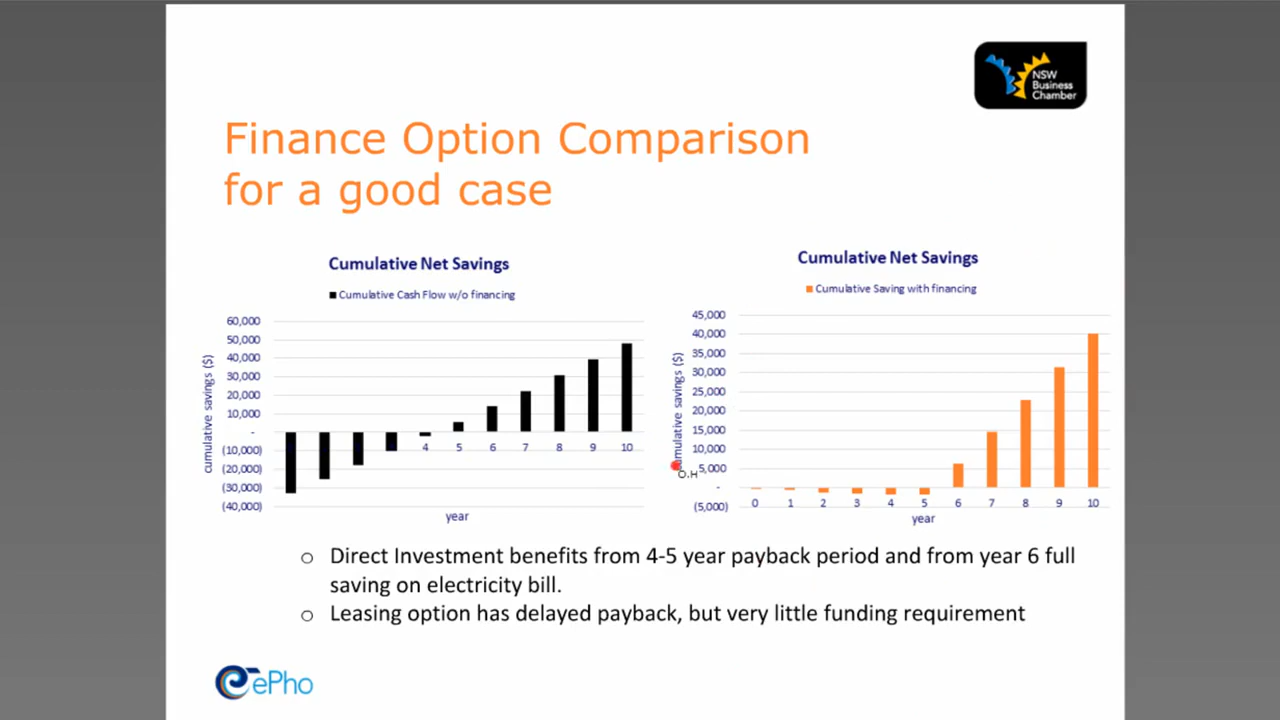 NSW
Business
Chamber
Finance Option Comparison
for a good case
Cumulative Net Savings
Cumulative Cash Flow w/o financing
60,000
50,000
40,000
30,000
20,000
10,000
-
(10,000)
(20,000)
(30,000)
(40,000)
cumulative savings ($)
4 5 6 7 8 9 10
year
Cumulative Net Savings
Cumulative Saving with financing
45,000
40,000
35,000
30,000
25,000
20,000
15,000
10,000
5,000
-
(5,000)
umulative savings ($)
O.H
0 1 2 3 4 5 6 7 8 9 10
year
o Direct Investment benefits from 4-5 year payback period and from year 6 full
saving on electricity bill.
o Leasing option has delayed payback, but very little funding requirement
ePho